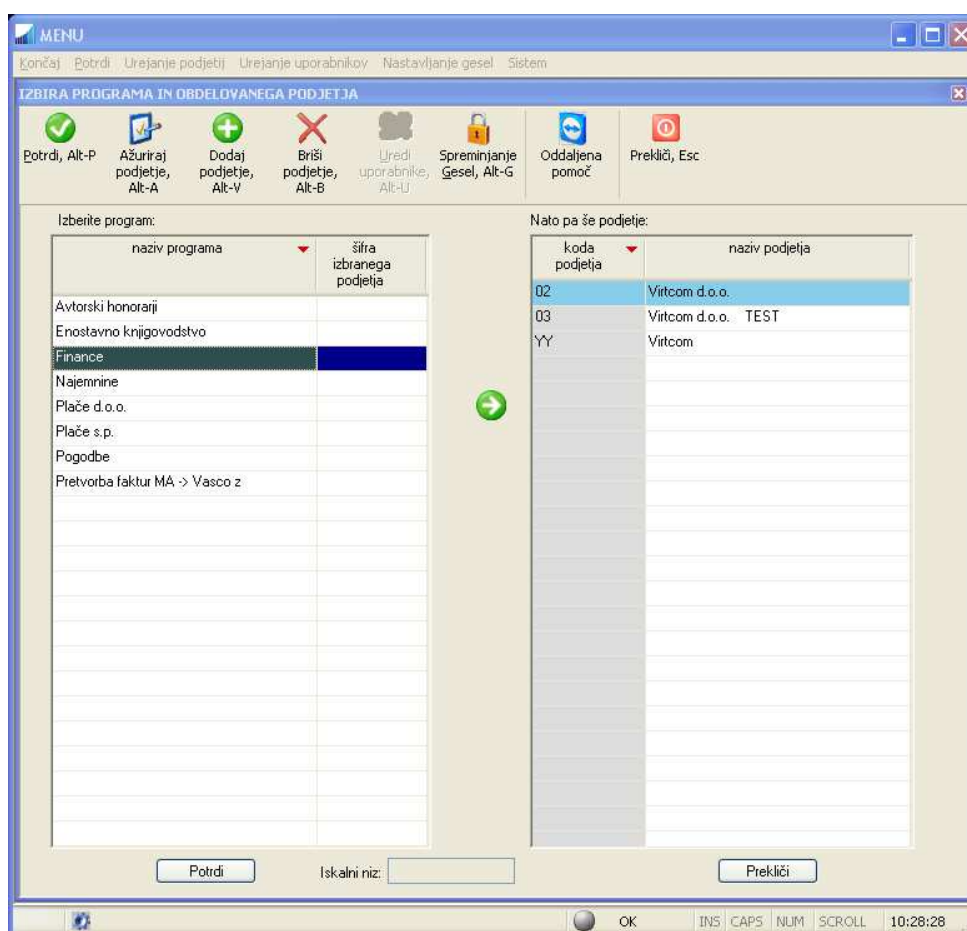 MENU
Končaj Potrdi Urejanje podjetij Urejanje uporabnikov Nastavljanje gesel Sistem
IZBIRA PROGRAMA IN OBDELOVANEGA PODJETJA
Potrdi, Alt-P
Ažuriraj
podjetje,
Alt-A
Dodaj
podjetje,
Alt-V
Briši
podjetje,
Alt-B
Uredi
uporabnike,
Alt-U
Spreminjanje
Gesel, Alt-G
Oddaljena
pomoč
Prekliči, Esc
Izberite program:
naziv programa
šifra
izbranega
podjetja
Avtorski honorarji
Enostavno knjigovodstvo
Finance
Najemnine
Plače d.o.o.
Plače s.p.
Pogodbe
Pretvorba faktur MA -> Vasco z
Nato pa še podjetje:
koda
podjetja
naziv podjetja
02 Virtcom d.o.o.
03 Virtcom d.o.o. TEST
YY Virtcom
Potrdi
Iskalni niz:
Prekliči
OK INS CAPS NUM SCROLL 10:28:28